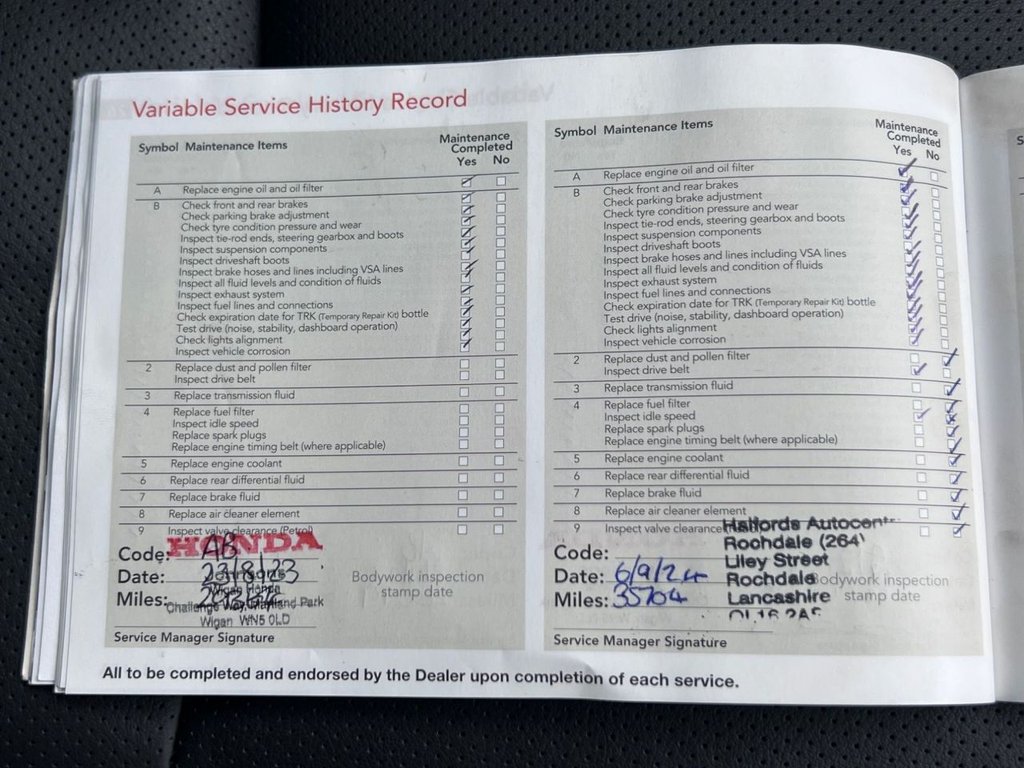 Variable Service History Record
Symbol Maintenance Items
Maintenance
Completed
Yes No
A Replace engine oil and oil filter
B Check front and rear brakes
Check parking brake adjustment
Check tyre condition pressure and wear
Inspect tie-rod ends, steering gearbox and boots
Inspect suspension components
Inspect driveshaft boots
Inspect brake hoses and lines including VSA lines
Inspect all fluid levels and condition of fluids
Inspect exhaust system
Inspect fuel lines and connections
Check expiration date for TRK (Temporary Repair Kit) bottle
Test drive (noise, stability, dashboard operation)
Check lights alignment
Inspect vehicle corrosion
2 Replace dust and pollen filter
Inspect drive belt
3 Replace transmission fluid
4 Replace fuel filter
Inspect idle speed
Replace spark plugs
Replace engine timing belt (where applicable)
5 Replace engine coolant
6 Replace rear differential fluid
7 Replace brake fluid
8 Replace air cleaner element
9 Inspect valve clearance (Petrol)
HONDA
Code: AB
Date: 23/8/23
Miles:
Wigan Honda
Challenge Way, Martland Park
Wigan WN5 0LD
Bodywork inspection
stamp date
Service Manager Signature
Symbol Maintenance Items
Maintenance
Completed
Yes No
A Replace engine oil and oil filter
B Check front and rear brakes
Check parking brake adjustment
Check tyre condition pressure and wear
Inspect tie-rod ends, steering gearbox and boots
Inspect suspension components
Inspect driveshaft boots
Inspect brake hoses and lines including VSA lines
Inspect all fluid levels and condition of fluids
Inspect exhaust system
Inspect fuel lines and connections
Check expiration date for TRK (Temporary Repair Kit) bottle
Test drive (noise, stability, dashboard operation)
Check lights alignment
Inspect vehicle corrosion
2 Replace dust and pollen filter
Inspect drive belt
3 Replace transmission fluid
4 Replace fuel filter
Inspect idle speed
Replace spark plugs
Replace engine timing belt (where applicable)
5 Replace engine coolant
6 Replace rear differential fluid
7 Replace brake fluid
8 Replace air cleaner element
9 Inspect valve clearance
Halfords Autocentr
Rochdale (264)
Liley Street
Rochdale
Lancashire
OL16 2A
Code:
Date: 6/9/24
Miles: 35704
Bodywork inspection
stamp date
Service Manager Signature
All to be completed and endorsed by the Dealer upon completion of each service.